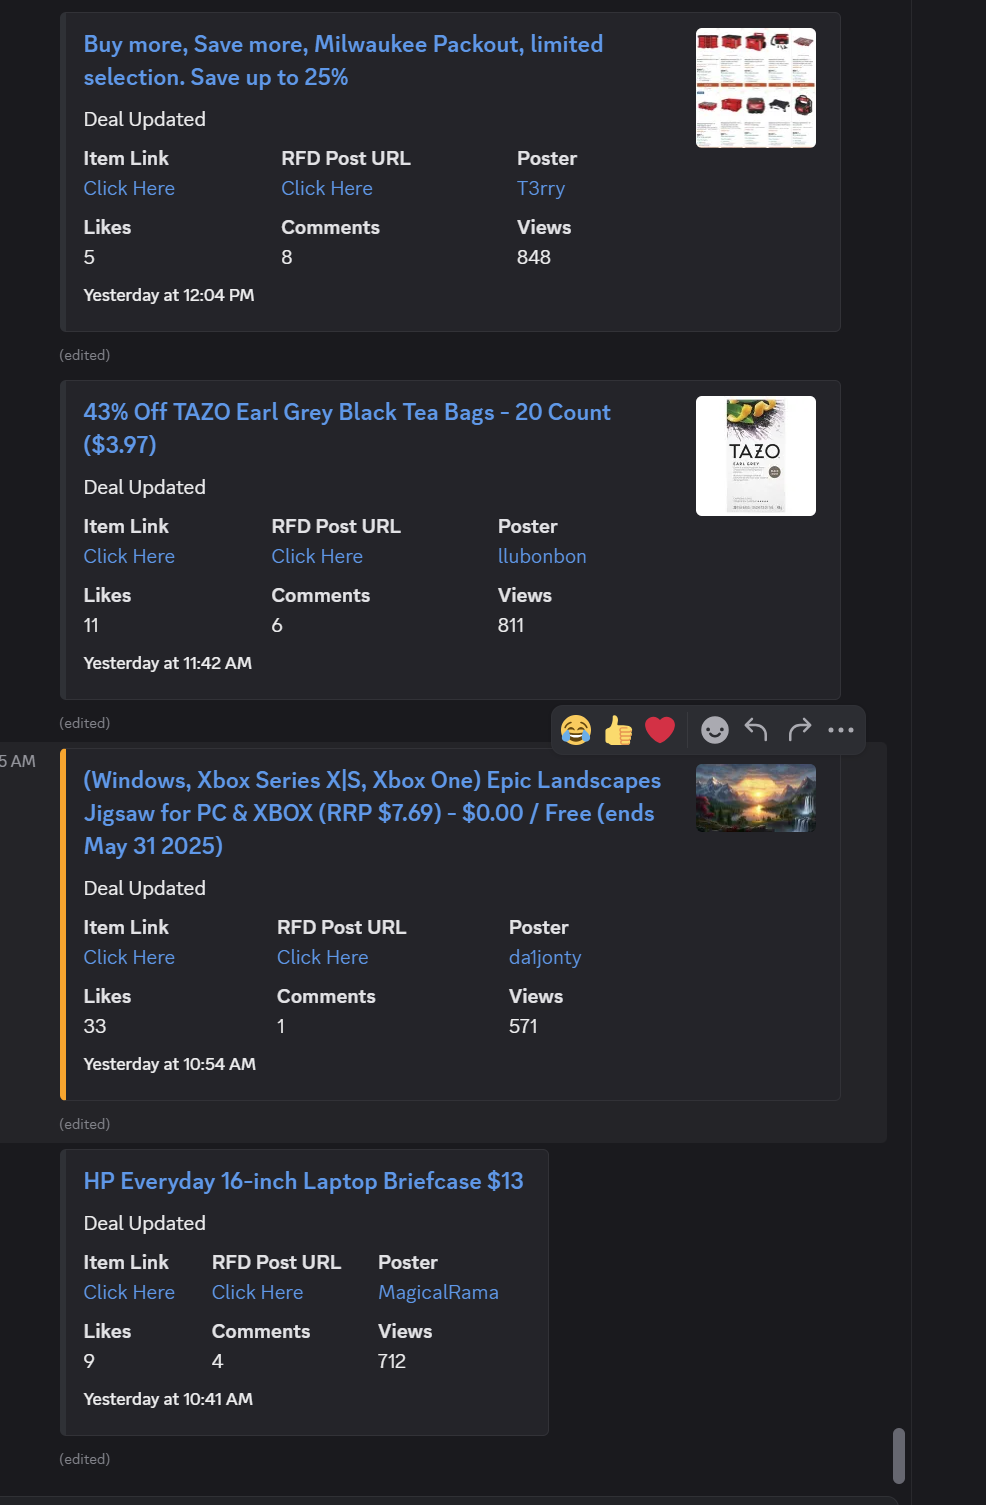 Buy more, Save more, Milwaukee Packout, limited
selection. Save up to 25%
Deal Updated
Item Link RFD Post URL Poster
Click Here Click Here T3rry
Likes Comments Views
5 8 848
Yesterday at 12:04 PM
(edited)
43% Off TAZO Earl Grey Black Tea Bags - 20 Count
($3.97)
TAZO
EARL GREY
Deal Updated
Item Link RFD Post URL Poster
Click Here Click Here llubonbon
Likes Comments Views
11 6 811
Yesterday at 11:42 AM
(edited)
5 AM
(Windows, Xbox Series X|S, Xbox One) Epic Landscapes
Jigsaw for PC & XBOX (RRP $7.69) - $0.00 / Free (ends
May 31 2025)
Deal Updated
Item Link RFD Post URL Poster
Click Here Click Here da1jonty
Likes Comments Views
33 1 571
Yesterday at 10:54 AM
(edited)
HP Everyday 16-inch Laptop Briefcase $13
Deal Updated
Item Link RFD Post URL Poster
Click Here Click Here MagicalRama
Likes Comments Views
9 4 712
Yesterday at 10:41 AM
(edited)